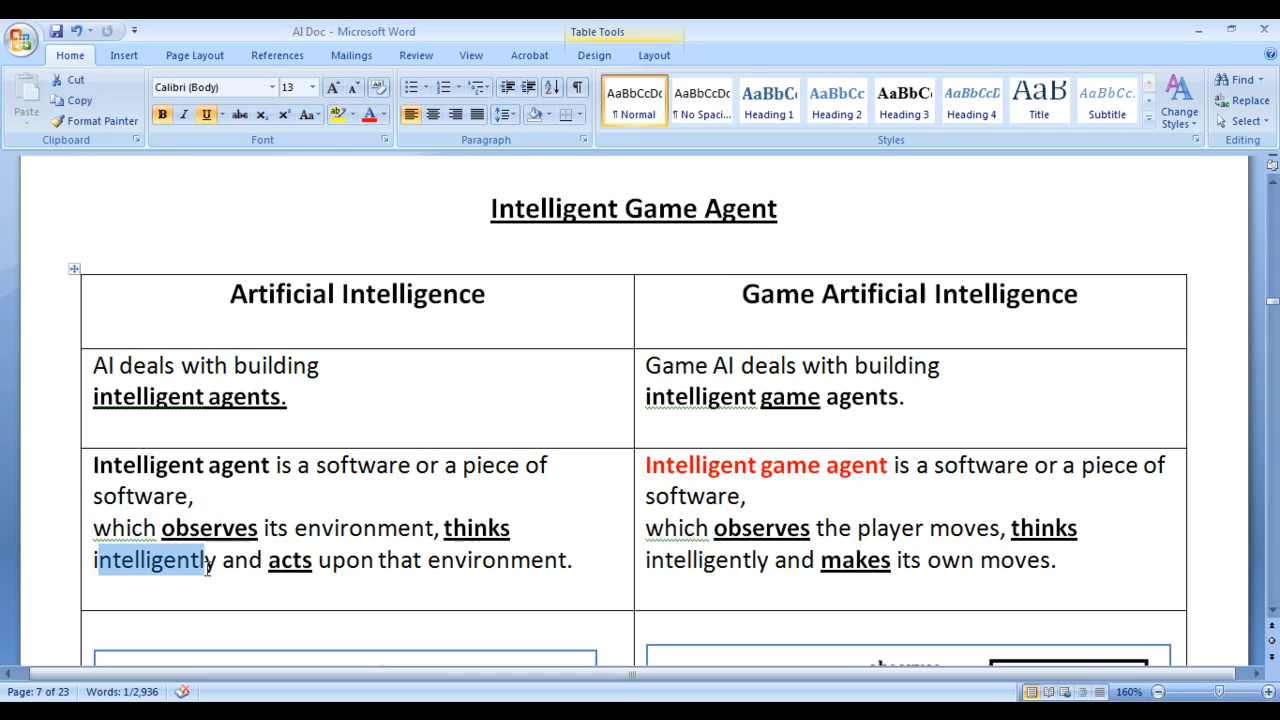 AI Doc - Microsoft Word
Table Tools
Home Insert Page Layout References Mailings Review View Acrobat Design Layout
Paste
Cut
Copy
Format Painter
Clipboard
Calibri (Body) 13
Font
Paragraph
AaBbCcDc AaBbCcDc AaBbC AaBbCc AaBbCc AaBbCcD AaB AaBbCc.
¶ Normal ¶ No Spaci... Heading 1 Heading 2 Heading 3 Heading 4 Title Subtitle
Change
Styles
Styles
Find
Replace
Select
Editing
Intelligent Game Agent
Artificial Intelligence
Game Artificial Intelligence
AI deals with building
intelligent agents.
Game AI deals with building
intelligent game agents.
Intelligent agent is a software or a piece of
software,
which observes its environment, thinks
intelligently and acts upon that environment.
Intelligent game agent is a software or a piece of
software,
which observes the player moves, thinks
intelligently and makes its own moves.
Page: 7 of 23 Words: 1/2,936
160%